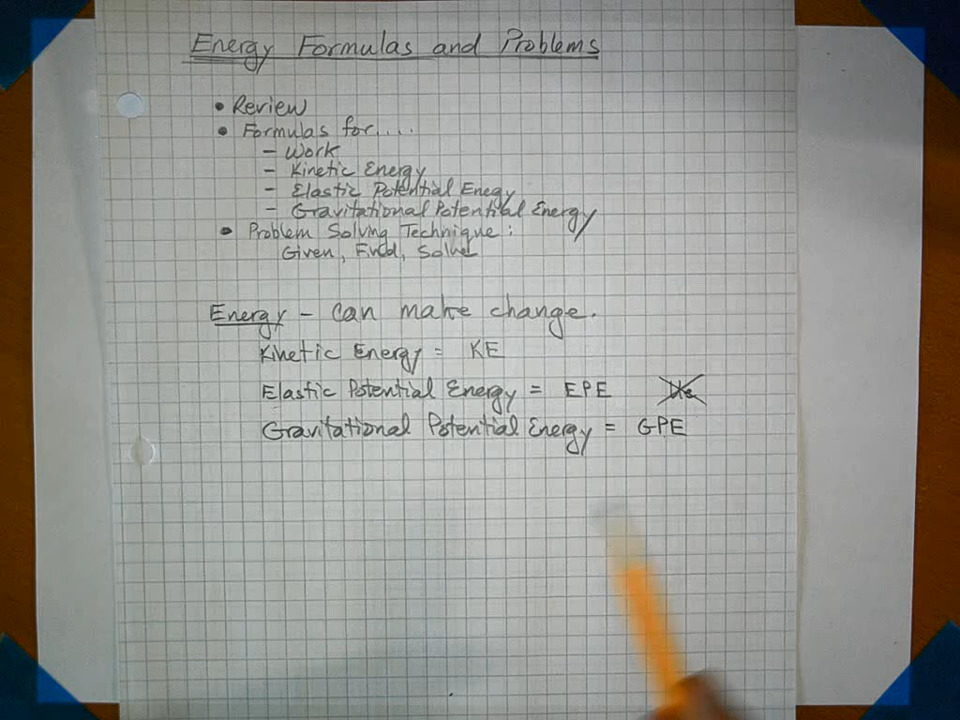 Energy Formulas and Problems
• Review
• Formulas for....
- Work
- Kinetic Energy
- Elastic Potential Enegy
- Gravitational Potential Energy
• Problem Solving Technique:
Given, Find, Solve
Energy - can make change.
Kinetic Energy = KE
Elastic Potential Energy = EPE
Gravitational Potential Energy = GPE